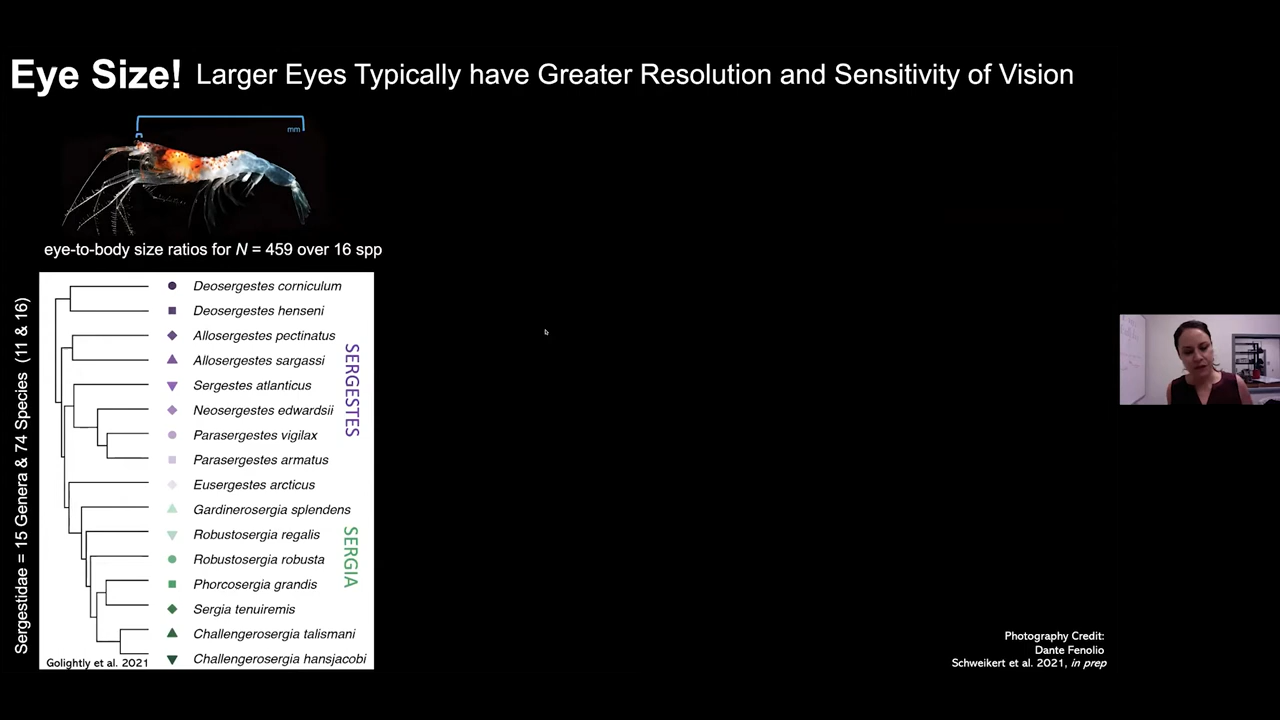 Eye Size! Larger Eyes Typically have Greater Resolution and Sensitivity of Vision
mm
eye-to-body size ratios for N = 459 over 16 spp
Sergestidae = 15 Genera & 74 Species (11 & 16)
Deosergestes corniculum
Deosergestes henseni
Allosergestes pectinatus
Allosergestes sargassi
Sergestes atlanticus
Neosergestes edwardsii
Parasergestes vigilax
Parasergestes armatus
Eusergestes arcticus
Gardinerosergia splendens
Robustosergia regalis
Robustosergia robusta
Phorcosergia grandis
Sergia tenuiremis
Challengerosergia talismani
Challengerosergia hansjacobi
SERGESTES
SERGIA
Golightly et al. 2021
Photography Credit:
Dante Fenolio
Schweikert et al. 2021, in prep